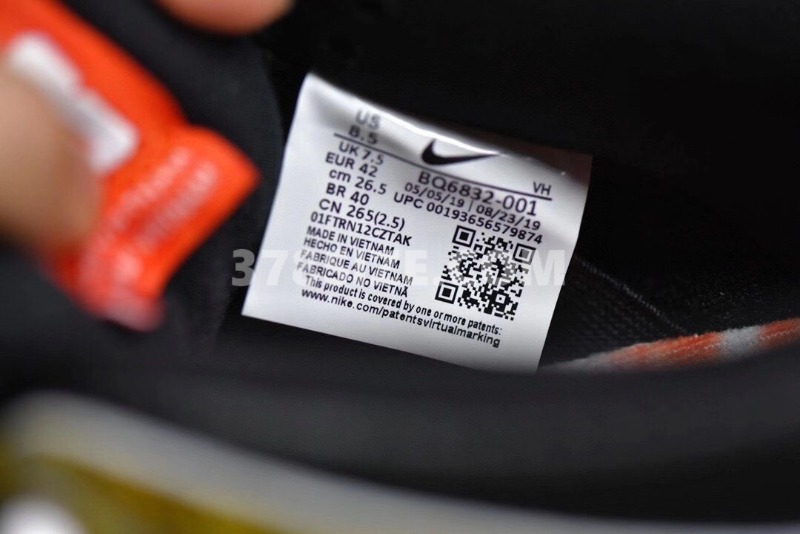 US
8.5
UK 7.5
EUR 42
cm 26.5
BR 40
CN 265(2.5)
01FTRN12CZTAK
BQ6832-001 VH
05/05/19 | 08/23/19
UPC 00193656579874
MADE IN VIETNAM
HECHO EN VIETNAM
FABRIQUE AU VIETNAM
FABRICADO NO VIETNÃ
This product is covered by one or more patents:
www.nike.com/patentsvirtualmarking